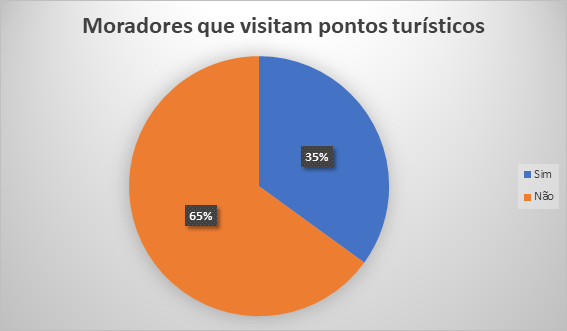 Moradores que visitam pontos turísticos
35%
65%
Sim
Não